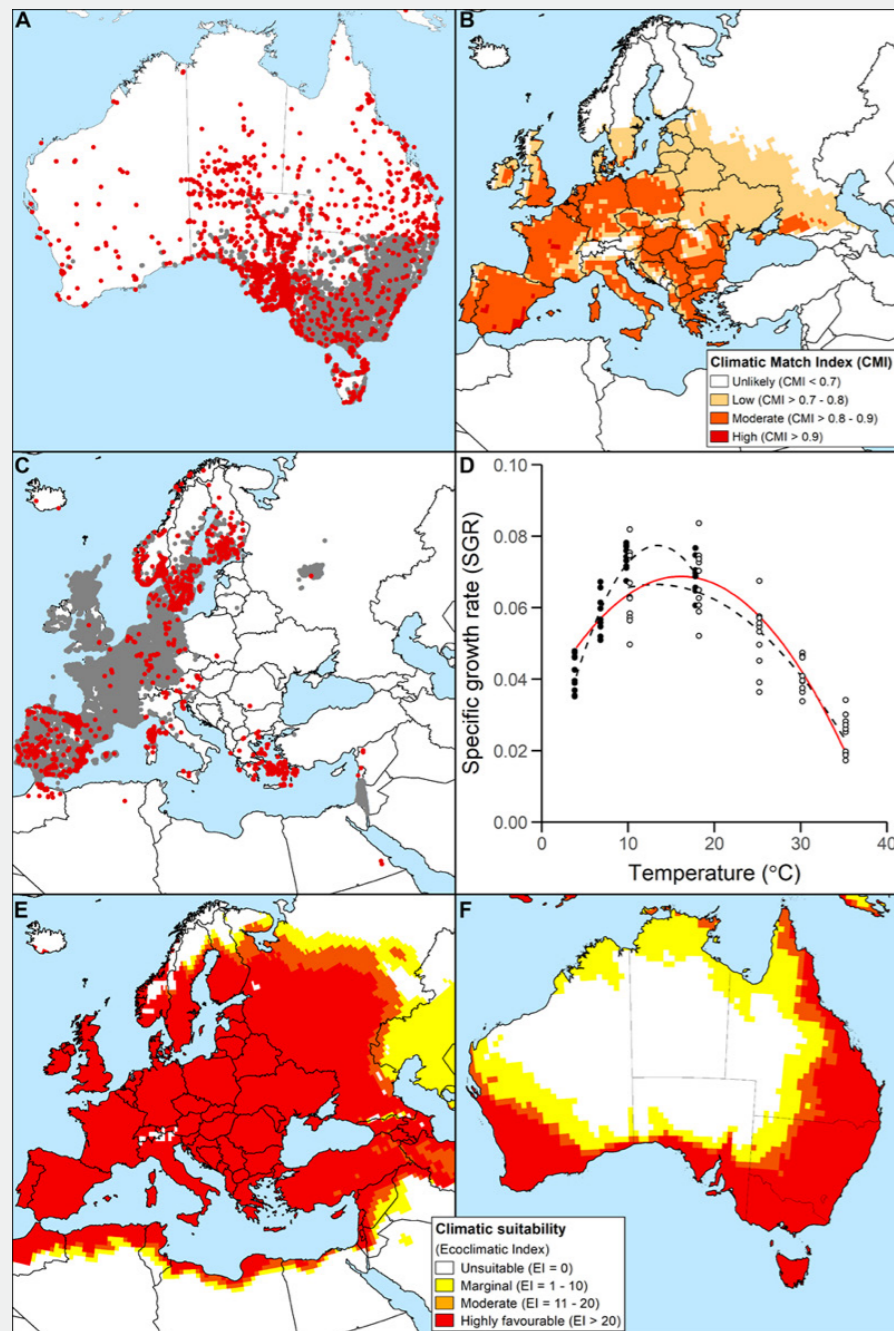 A
B
Climatic Match Index (CMI)
Unlikely (CMI < 0.7)
Low (CMI > 0.7 - 0.8)
Moderate (CMI > 0.8 - 0.9)
High (CMI > 0.9)
C
D
0.10
0.08
0.06
0.04
0.02
0.00
Specific growth rate (SGR)
0
10
20
30
40
Temperature (°C)
E
F
Climatic suitability
(Ecoclimatic Index)
Unsuitable (EI = 0)
Marginal (EI = 1 - 10)
Moderate (EI = 11 - 20)
Highly favourable (EI > 20)